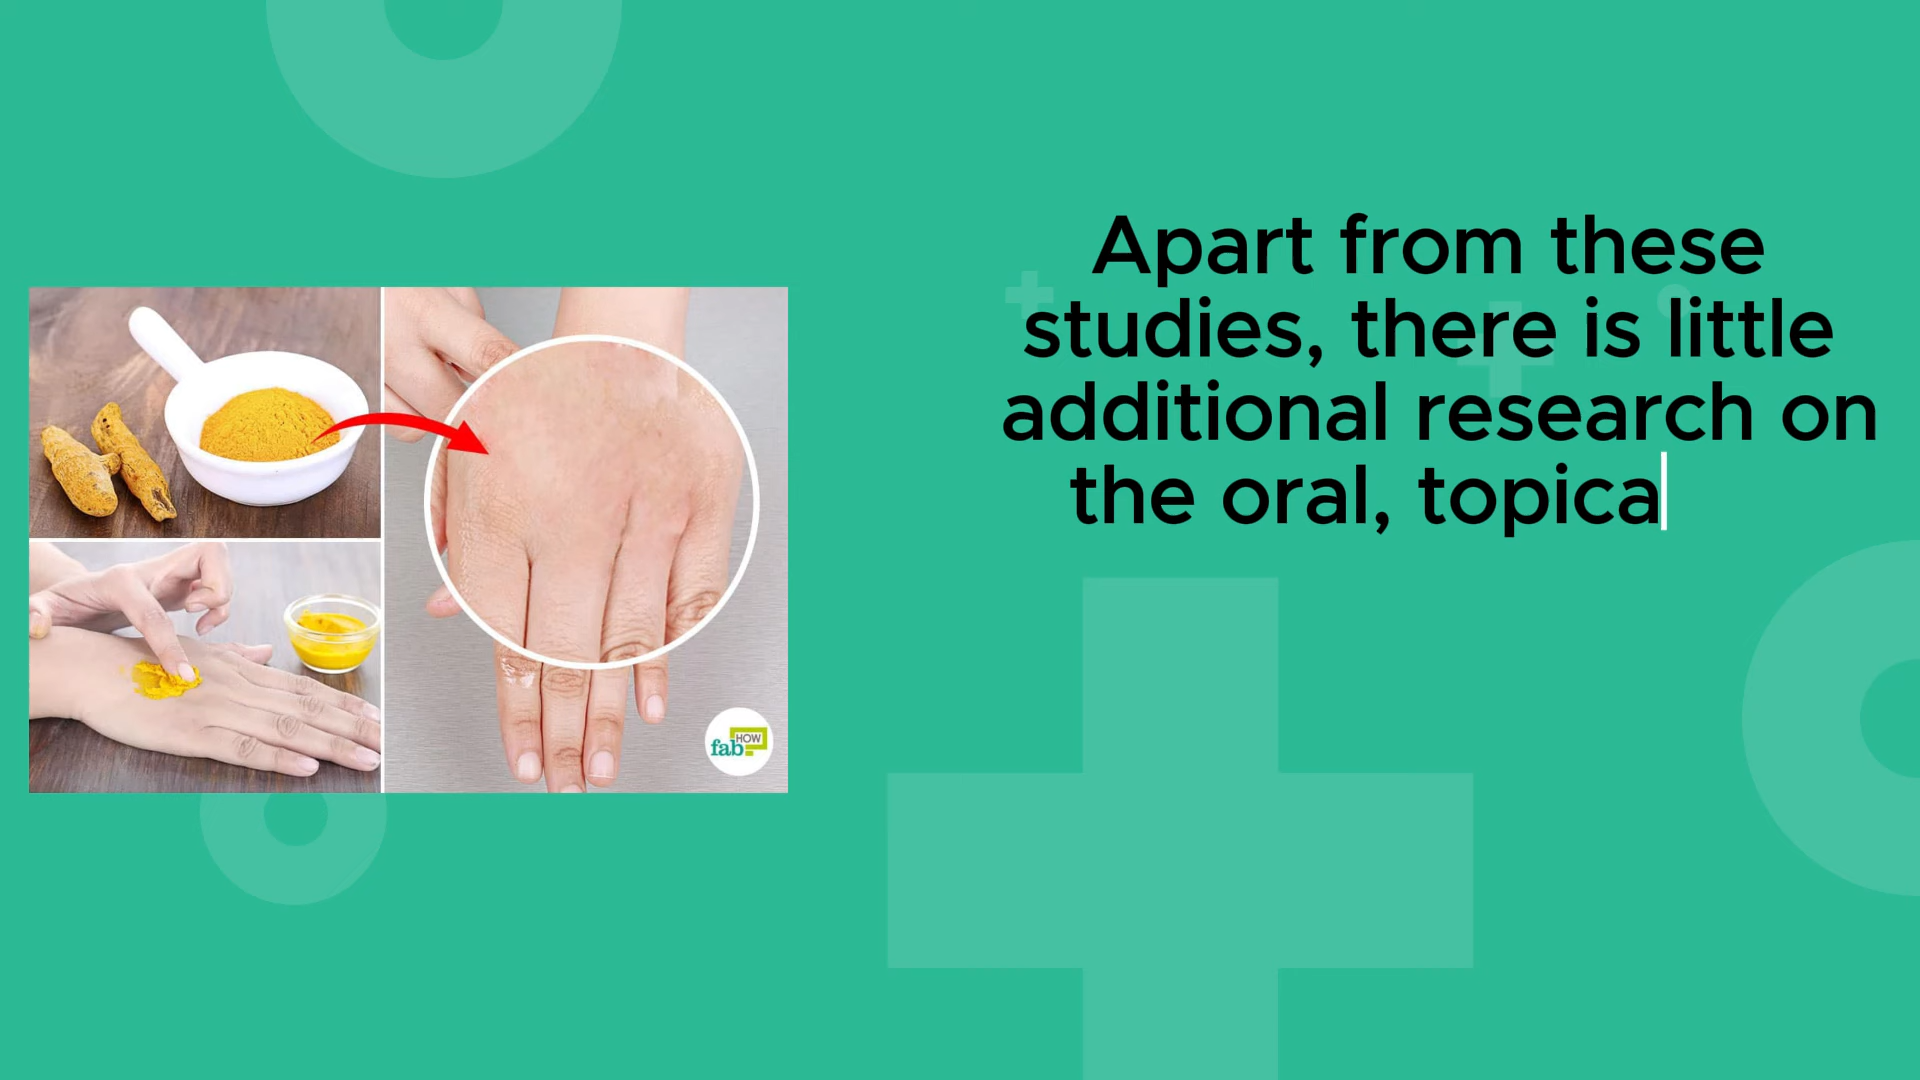 Apart from these
studies, there is little
additional research on
the oral, topica
fab HOW